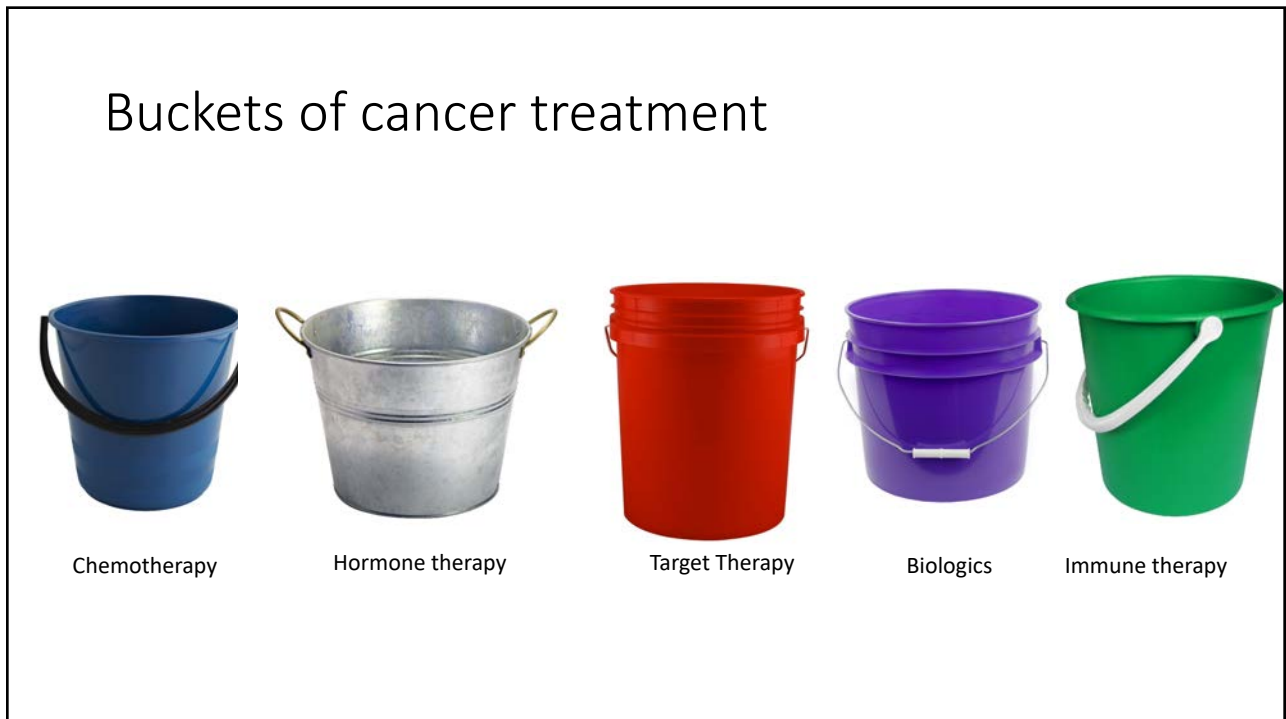 Buckets of cancer treatment
Chemotherapy
Hormone therapy
Target Therapy
Biologics
Immune therapy